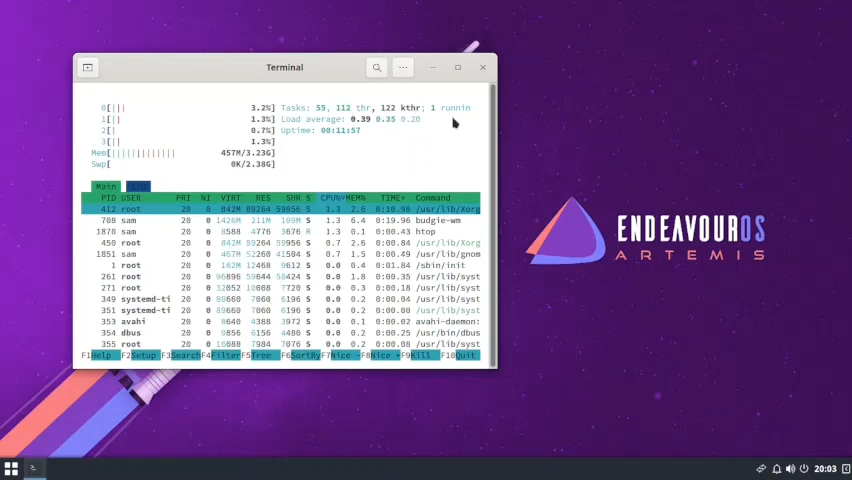 Terminal
0[||| 3.2%] Tasks: 55, 112 thr, 122 kthr; 1 runnin
1[|| 1.3%] Load average: 0.39 0.35 0.20
2[| 0.7%] Uptime: 00:11:57
3[|| 1.3%]
Mem[||||||||||||| 457M/3.23G]
Swp[ 0K/2.38G]
Main I/O
PID USER PRI NI VIRT RES SHR S CPU%▽MEM% TIME+ Command
412 root 20 0 842M 89264 59956 S 1.3 2.6 0:10.98 /usr/lib/Xorg
708 sam 20 0 1426M 211M 109M S 1.3 6.4 0:19.96 budgie-wm
1870 sam 20 0 8588 4776 3676 R 1.3 0.1 0:00.43 htop
450 root 20 0 842M 89264 59956 S 0.7 2.6 0:00.84 /usr/lib/Xorg
1851 sam 20 0 467M 52260 41504 S 0.7 1.5 0:00.49 /usr/lib/gnom
1 root 20 0 162M 12468 9612 S 0.0 0.4 0:01.84 /sbin/init
261 root 20 0 96896 59644 58424 S 0.0 1.8 0:00.35 /usr/lib/syst
271 root 20 0 32052 10008 7720 S 0.0 0.3 0:00.18 /usr/lib/syst
349 systemd-ti 20 0 89660 7060 6196 S 0.0 0.2 0:00.04 /usr/lib/syst
351 systemd-ti 20 0 89660 7060 6196 S 0.0 0.2 0:00.00 /usr/lib/syst
353 avahi 20 0 8640 4388 3972 S 0.0 0.1 0:00.02 avahi-daemon:
354 dbus 20 0 9856 6156 4480 S 0.0 0.2 0:00.25 /usr/bin/dbus
355 root 20 0 16088 7984 7076 S 0.0 0.2 0:00.08 /usr/lib/syst
F1Help F2Setup F3SearchF4FilterF5Tree F6SortByF7Nice -F8Nice +F9Kill F10Quit
ENDEAVOUROS
ARTEMIS
20:03